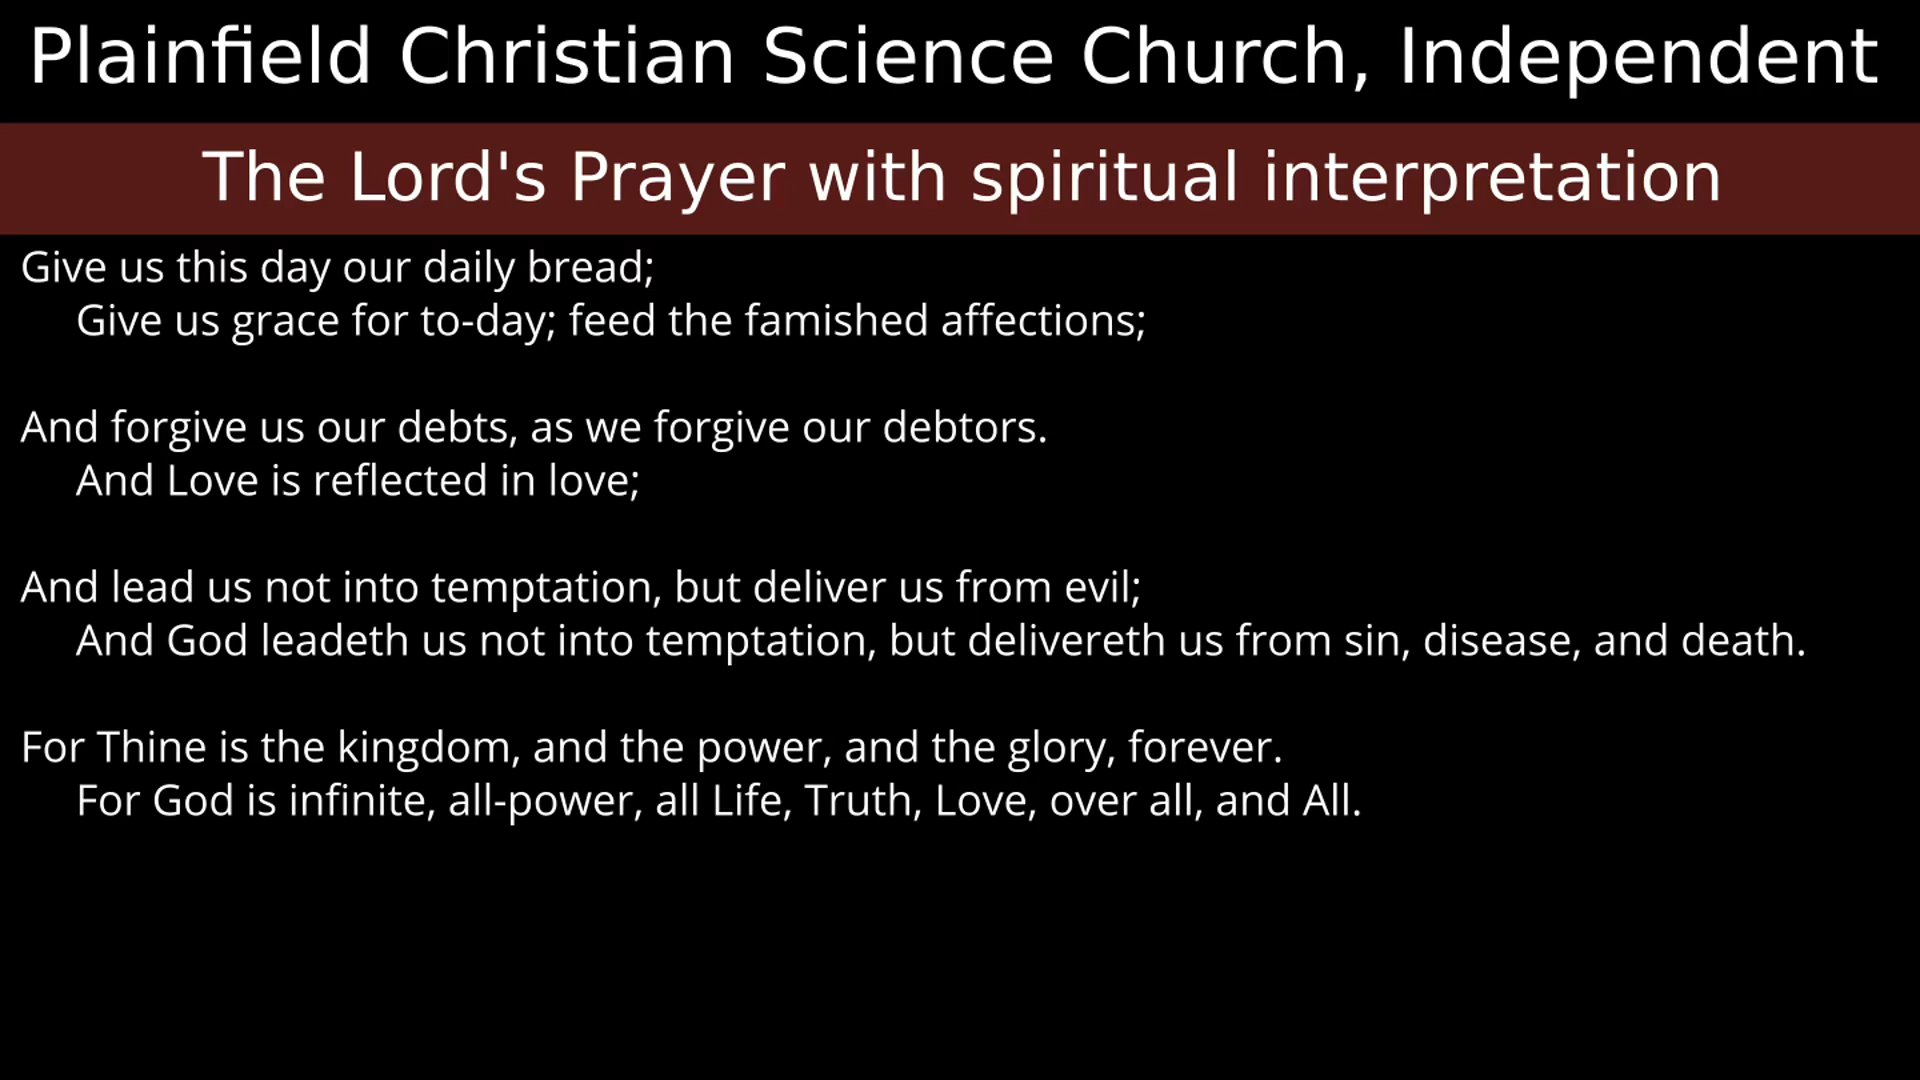 Plainfield Christian Science Church, Independent
The Lord's Prayer with spiritual interpretation
Give us this day our daily bread;
Give us grace for to-day; feed the famished affections;
And forgive us our debts, as we forgive our debtors.
And Love is reflected in love;
And lead us not into temptation, but deliver us from evil;
And God leadeth us not into temptation, but delivereth us from sin, disease, and death.
For Thine is the kingdom, and the power, and the glory, forever.
For God is infinite, all-power, all Life, Truth, Love, over all, and All.